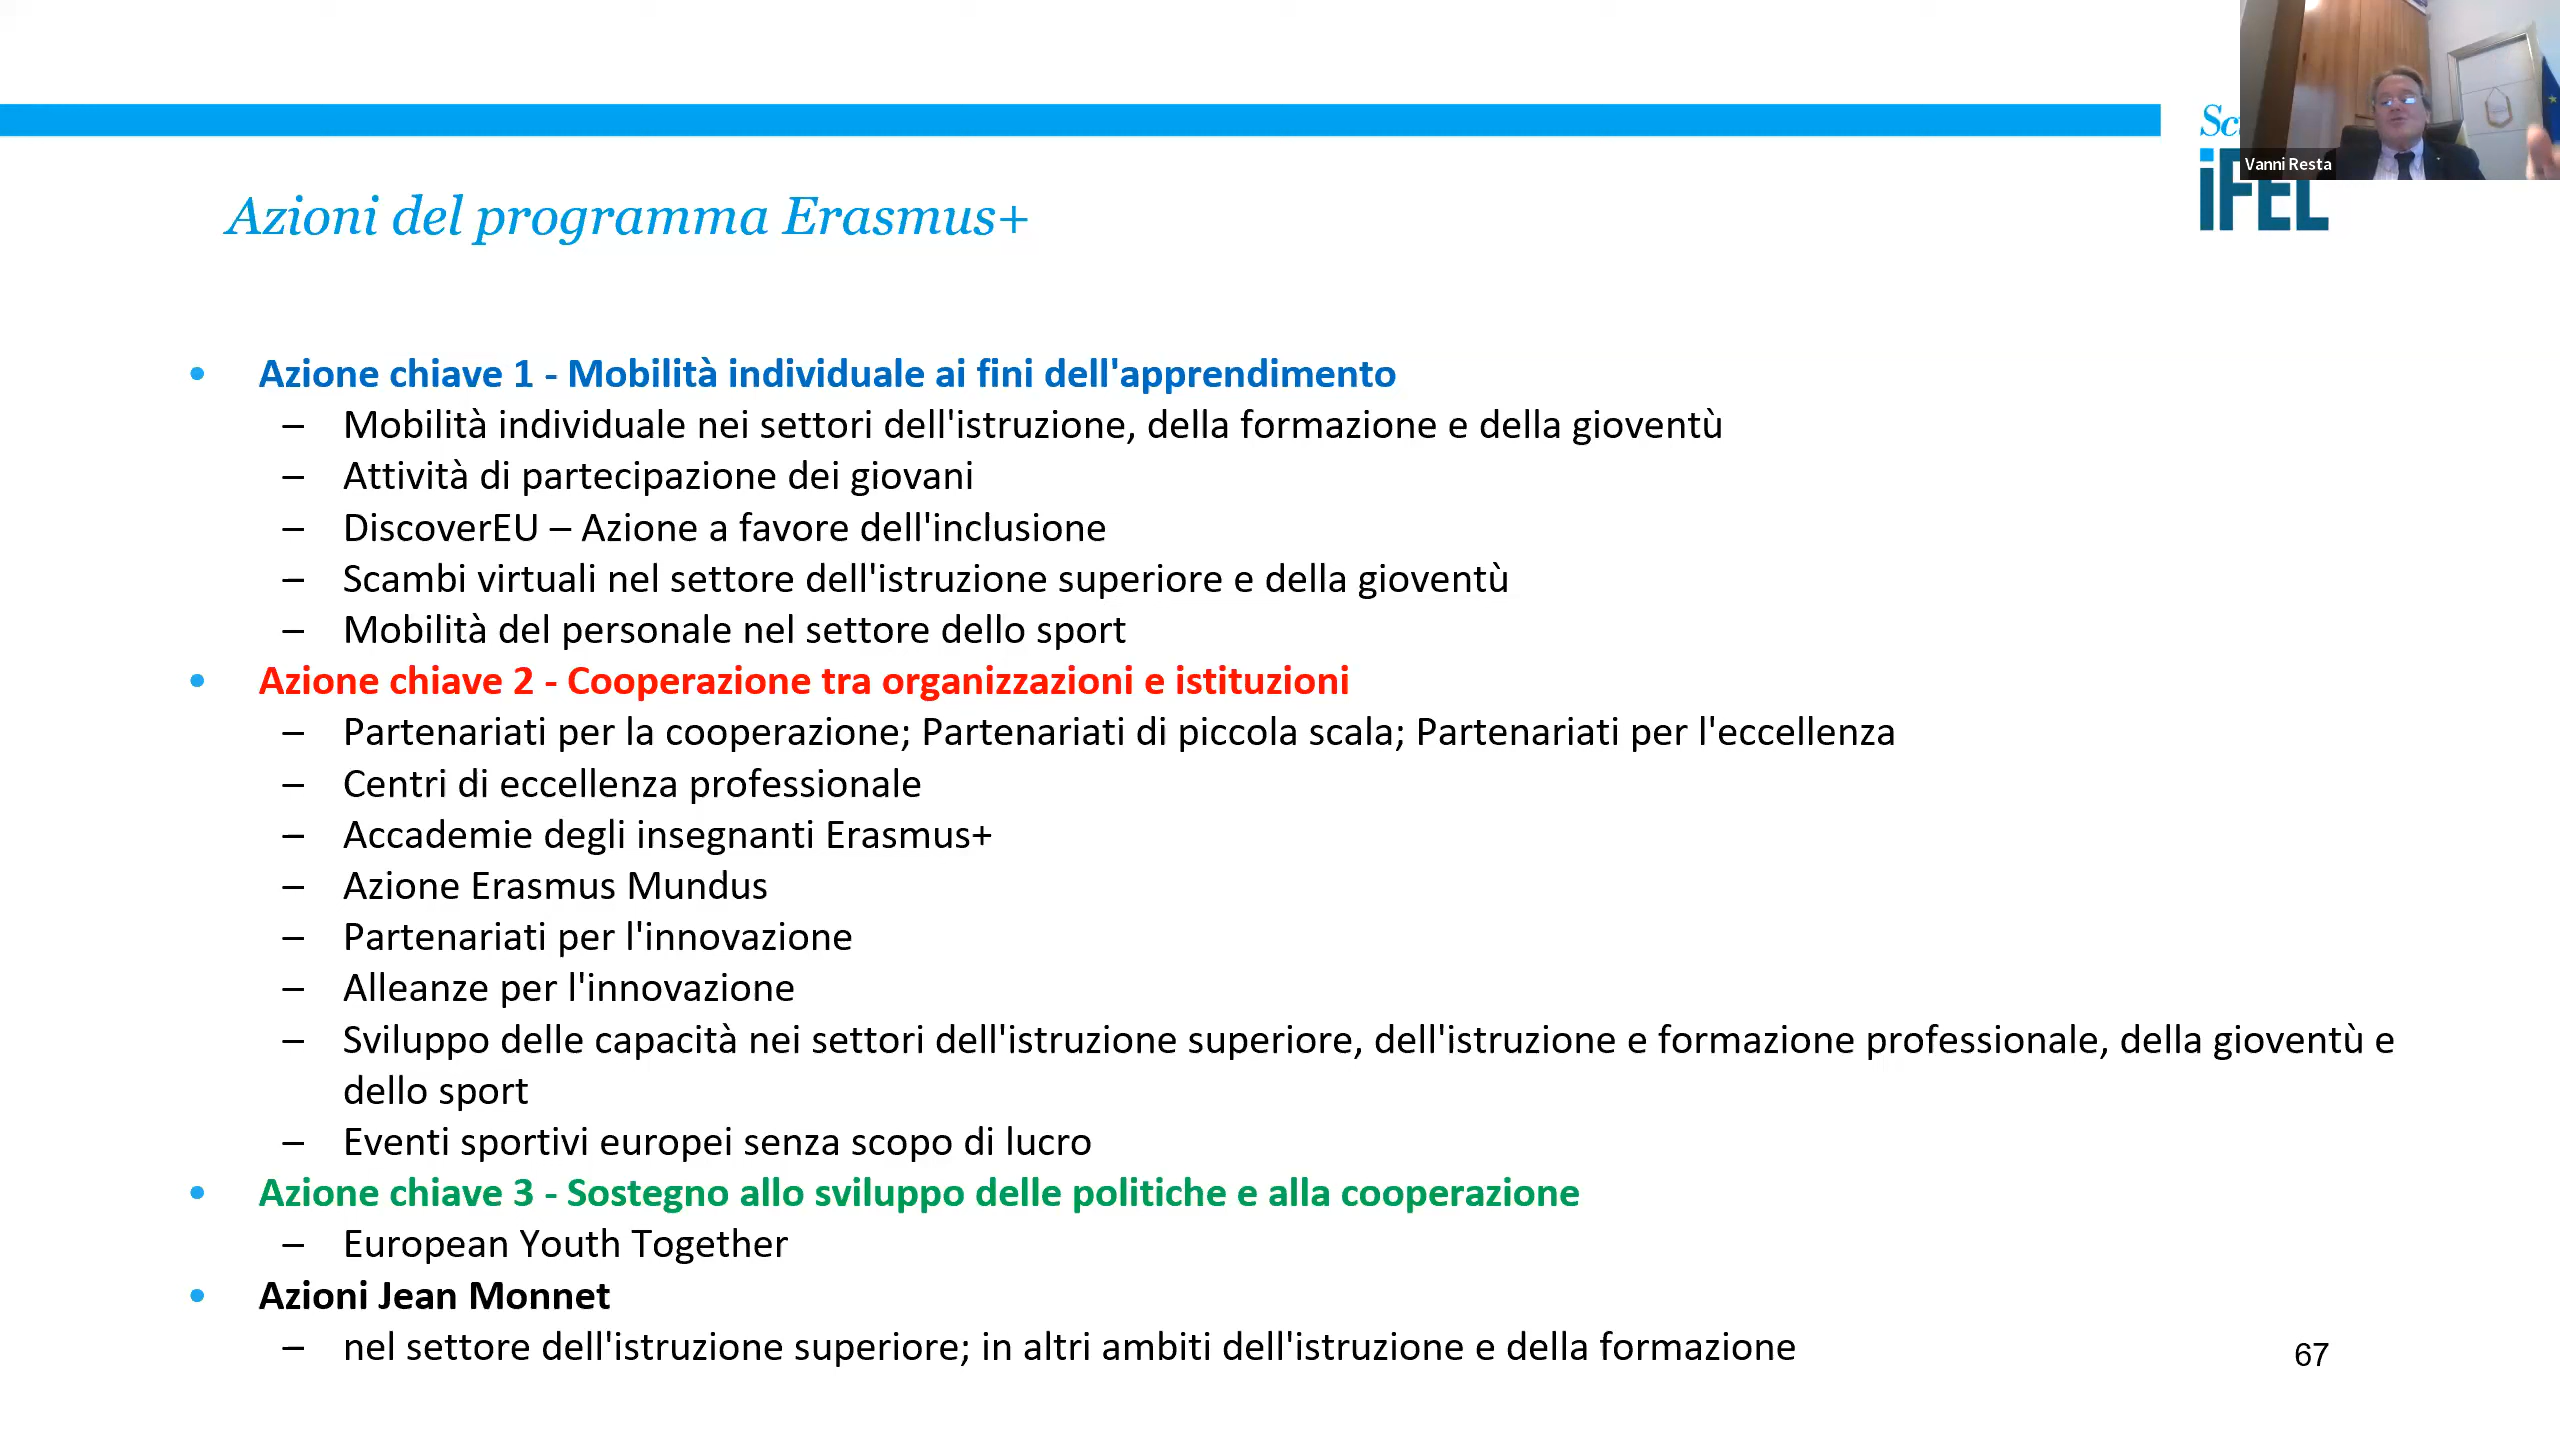 Vanni Resta
iFEL
Azioni del programma Erasmus+
• Azione chiave 1 - Mobilità individuale ai fini dell'apprendimento
– Mobilità individuale nei settori dell'istruzione, della formazione e della gioventù
– Attività di partecipazione dei giovani
– DiscoverEU – Azione a favore dell'inclusione
– Scambi virtuali nel settore dell'istruzione superiore e della gioventù
– Mobilità del personale nel settore dello sport
• Azione chiave 2 - Cooperazione tra organizzazioni e istituzioni
– Partenariati per la cooperazione; Partenariati di piccola scala; Partenariati per l'eccellenza
– Centri di eccellenza professionale
– Accademie degli insegnanti Erasmus+
– Azione Erasmus Mundus
– Partenariati per l'innovazione
– Alleanze per l'innovazione
– Sviluppo delle capacità nei settori dell'istruzione superiore, dell'istruzione e formazione professionale, della gioventù e
dello sport
– Eventi sportivi europei senza scopo di lucro
• Azione chiave 3 - Sostegno allo sviluppo delle politiche e alla cooperazione
– European Youth Together
• Azioni Jean Monnet
– nel settore dell'istruzione superiore; in altri ambiti dell'istruzione e della formazione
67